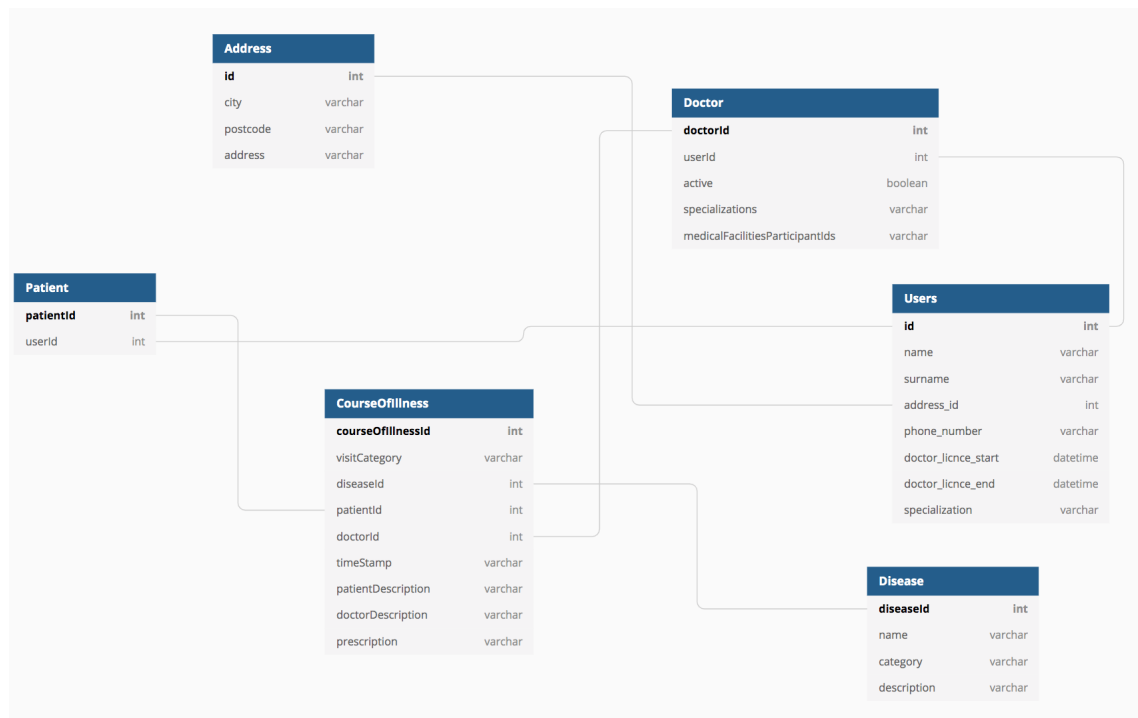 Address
id int
city varchar
postcode varchar
address varchar
Doctor
doctorId int
userId int
active boolean
specializations varchar
medicalFacilitiesParticipantIds varchar
Patient
patientId int
userId int
Users
id int
name varchar
surname varchar
address_id int
phone_number varchar
doctor_licnce_start datetime
doctor_licnce_end datetime
specialization varchar
CourseOfIllness
courseOfIllnessId int
visitCategory varchar
diseaseId int
patientId int
doctorId int
timeStamp varchar
patientDescription varchar
doctorDescription varchar
prescription varchar
Disease
diseaseId int
name varchar
category varchar
description varchar